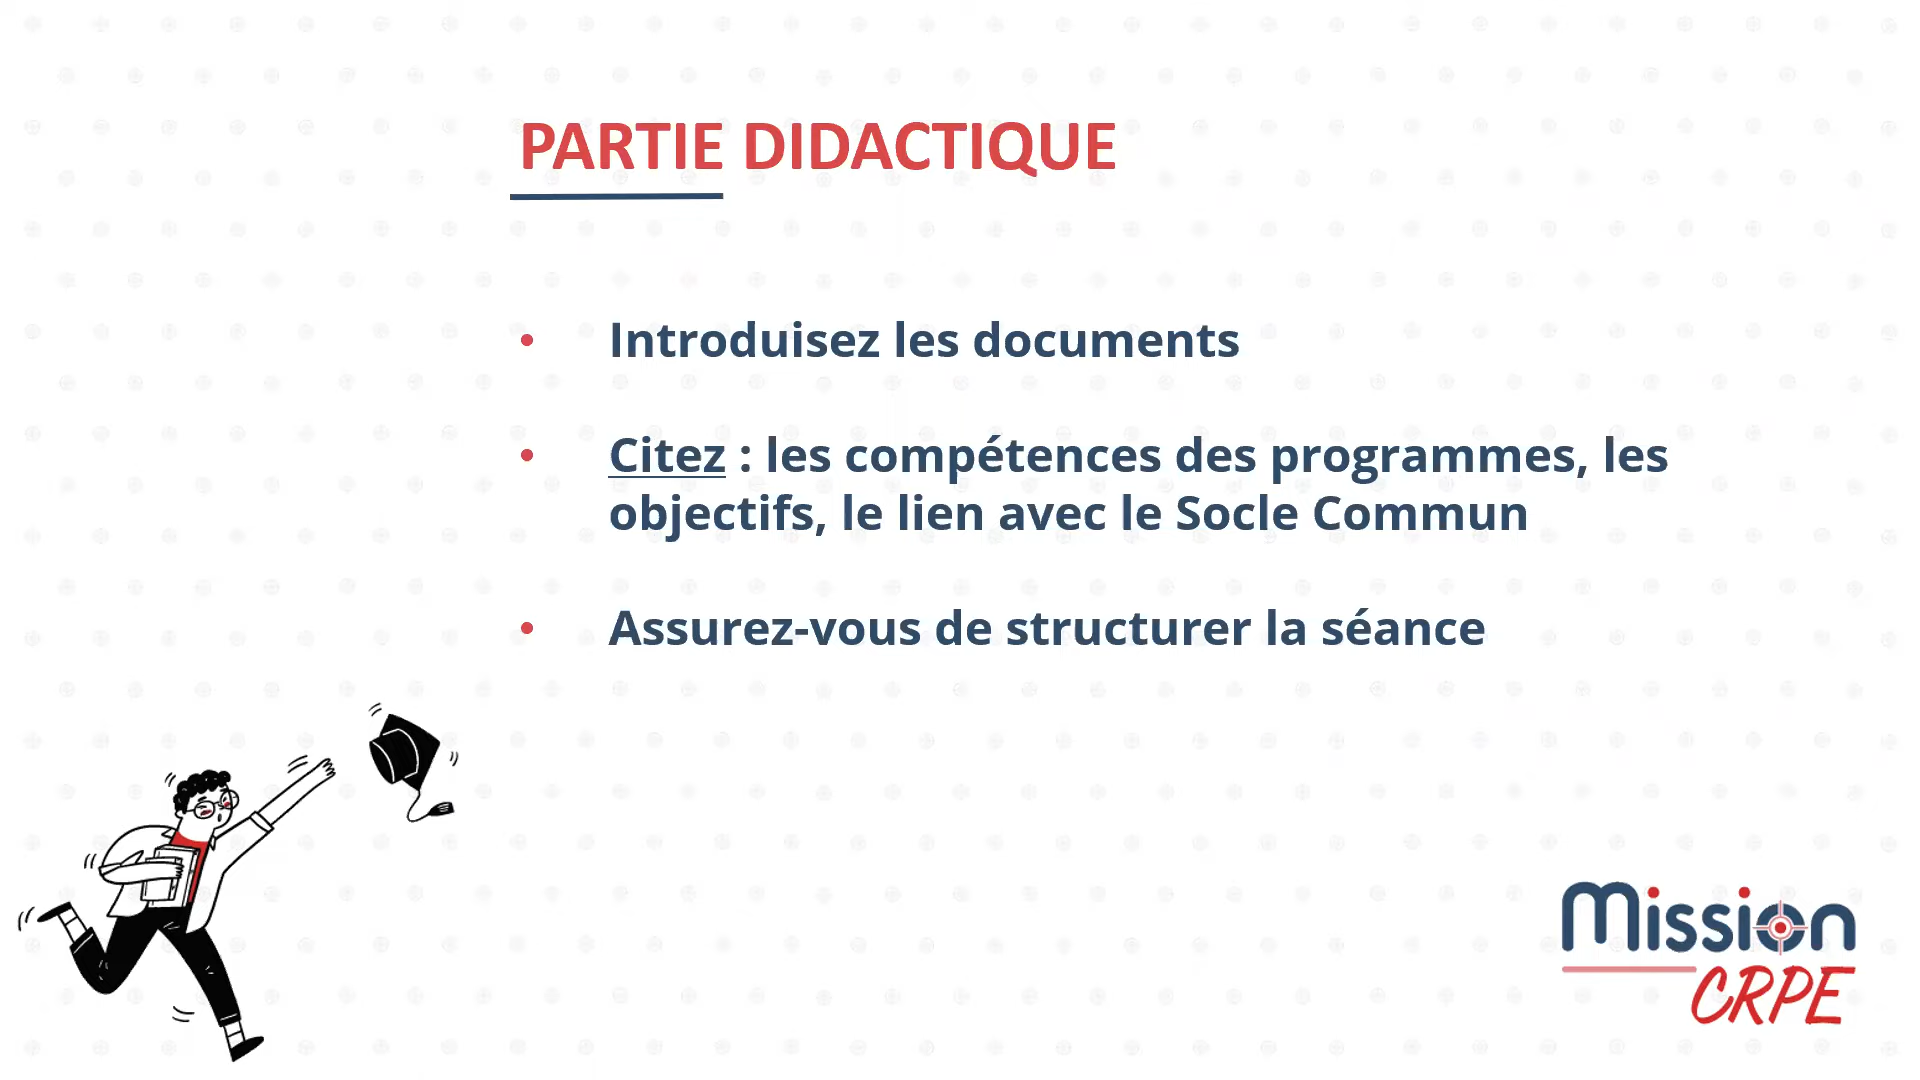 PARTIE DIDACTIQUE
• Introduisez les documents
• Citez : les compétences des programmes, les
objectifs, le lien avec le Socle Commun
• Assurez-vous de structurer la séance
Mission
CRPE